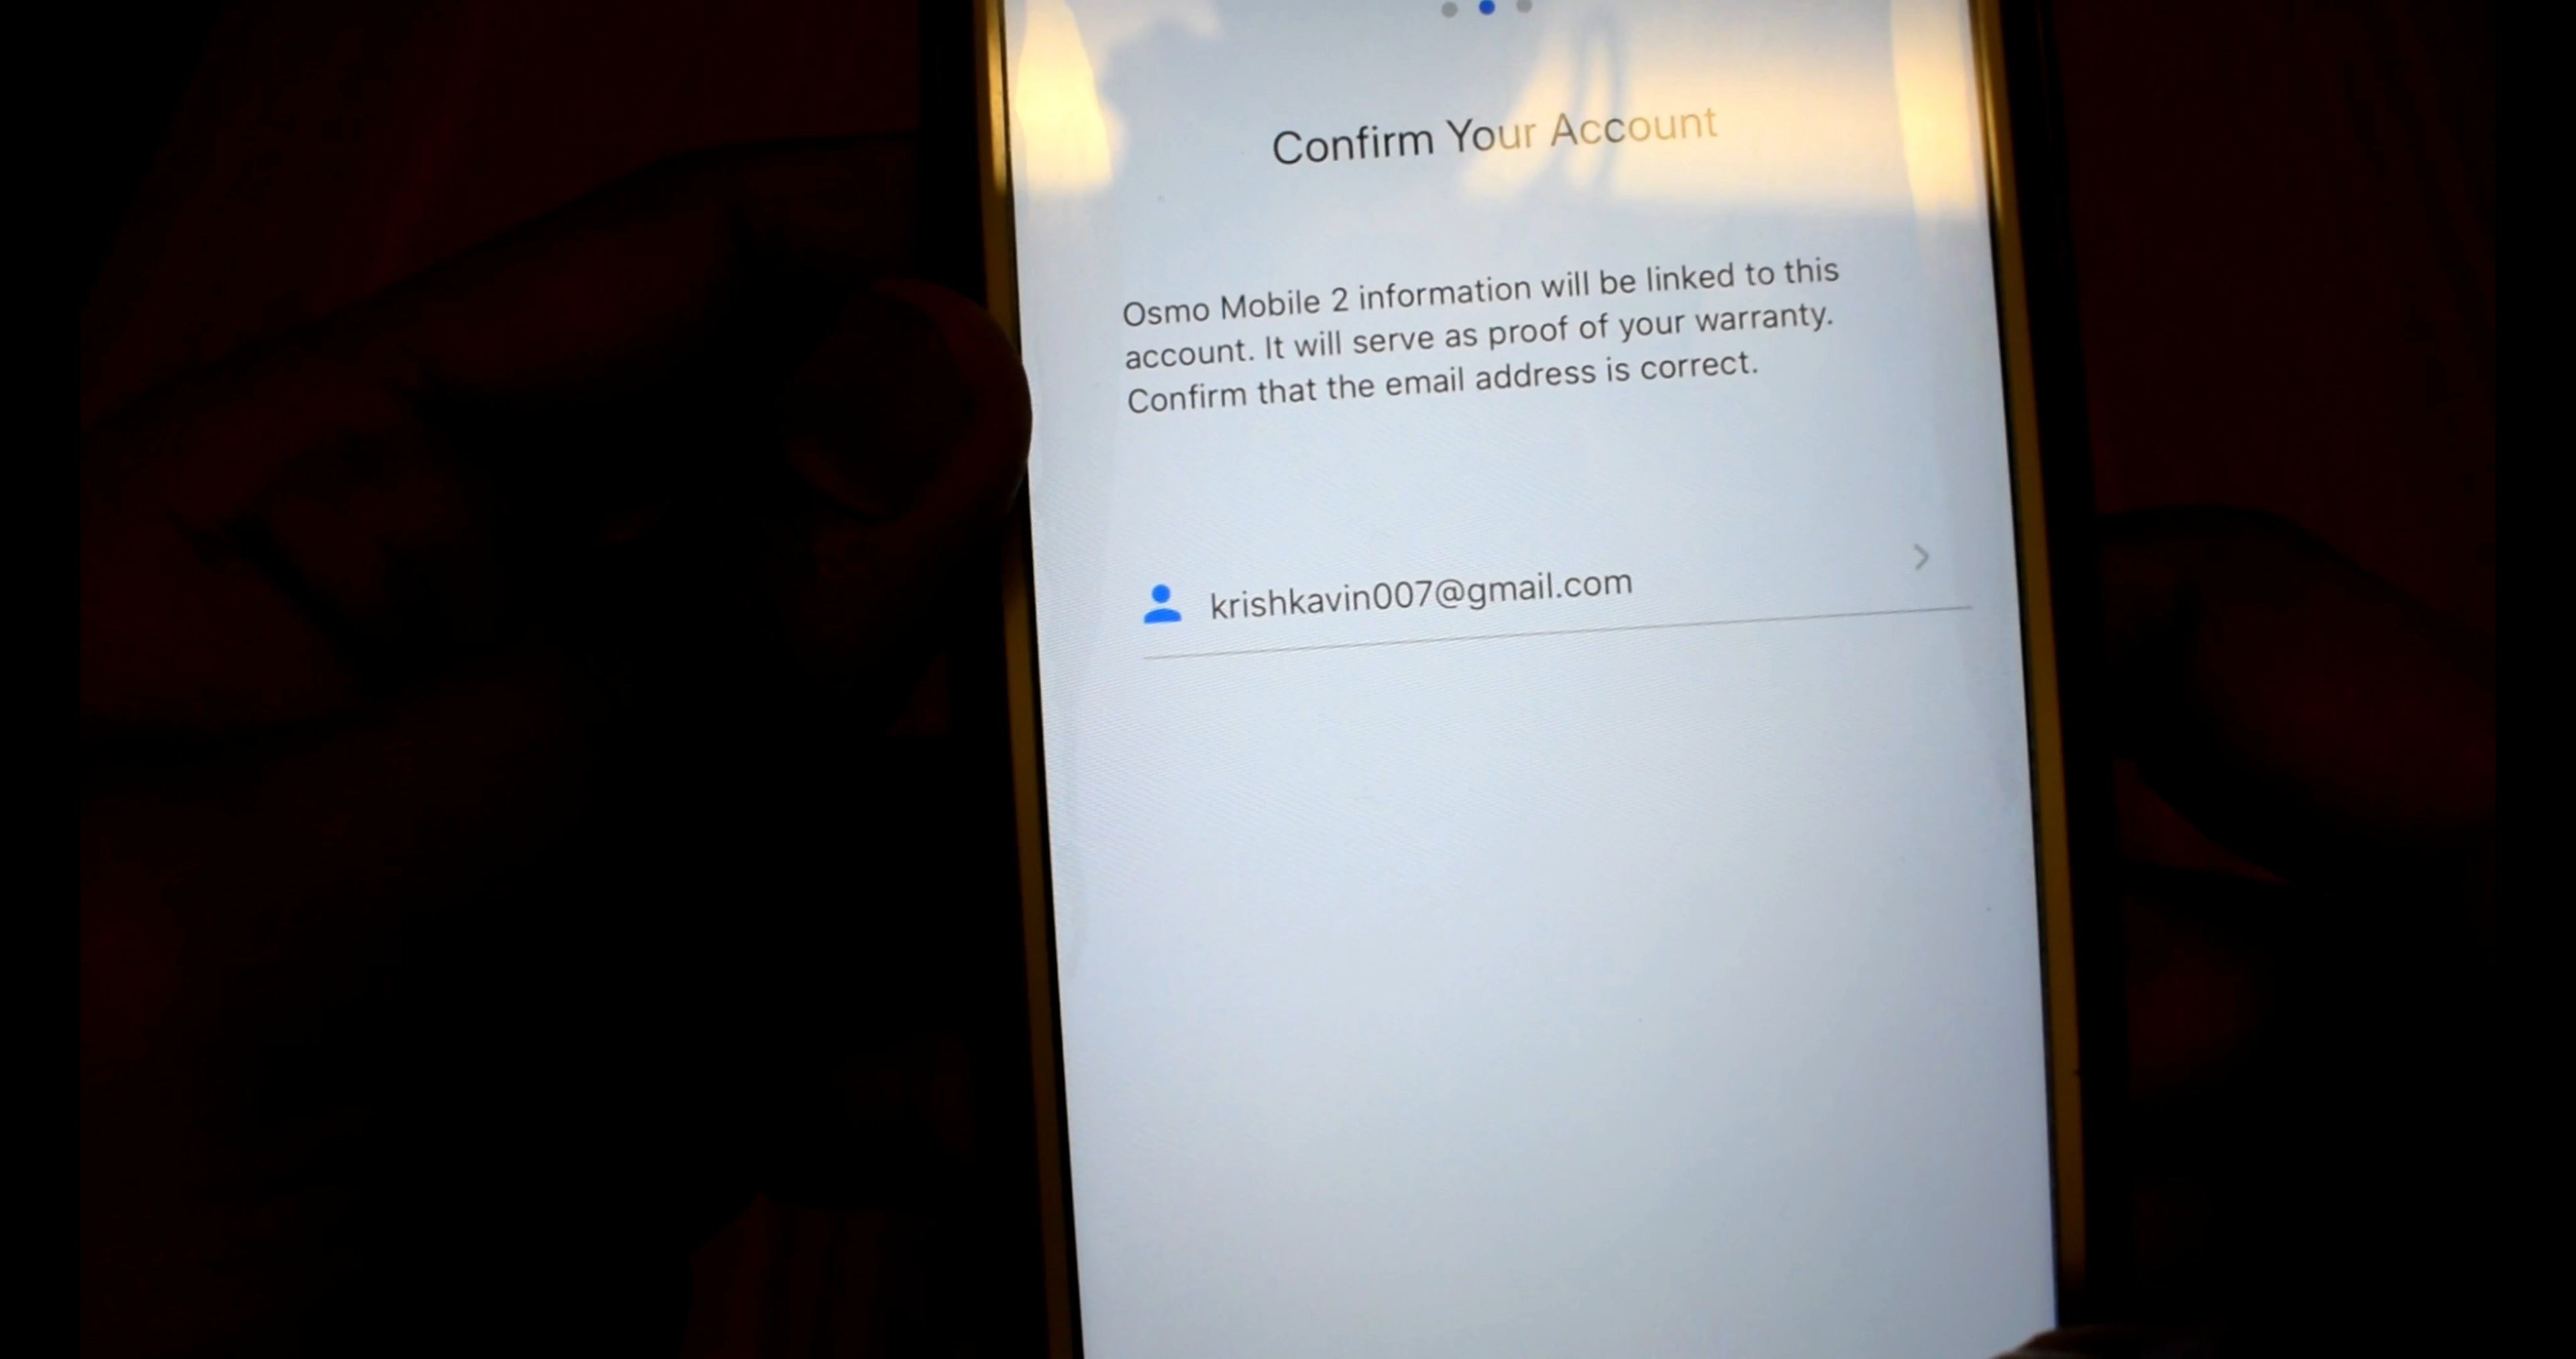 Confirm Your Account
Osmo Mobile 2 information will be linked to this
account. It will serve as proof of your warranty.
Confirm that the email address is correct.
krishkavin007@gmail.com